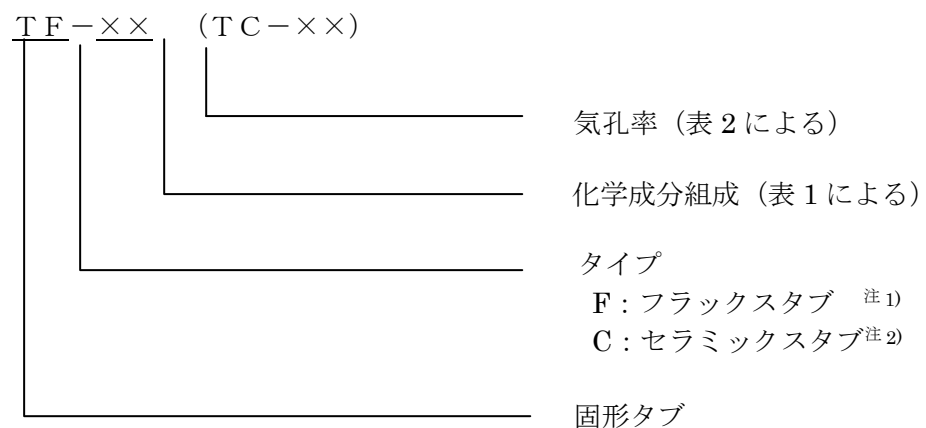 TF－××　（TC－××）
気孔率（表2による）
化学成分組成（表1による）
タイプ
F：フラックスタブ　注1)
C：セラミックスタブ注2)
固形タブ